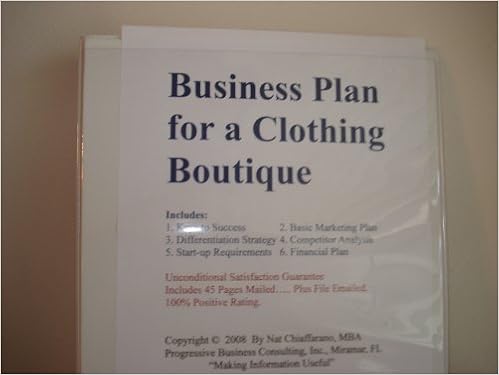 Business Plan
for a Clothing
Boutique
Includes:
1. to Success 2. Basic Marketing Plan
3. Differentiation Strategy 4. Competitor Analysis
5. Start-up Requirements 6. Financial Plan
Unconditional Satisfaction Guarantee
Includes 45 Pages Mailed..... Plus File Emailed.
100% Positive Rating.
Copyright © 2008 By Nat Chiaffarano, MBA
Progressive Business Consulting, Inc., Miramar, FL
"Making Information Useful"